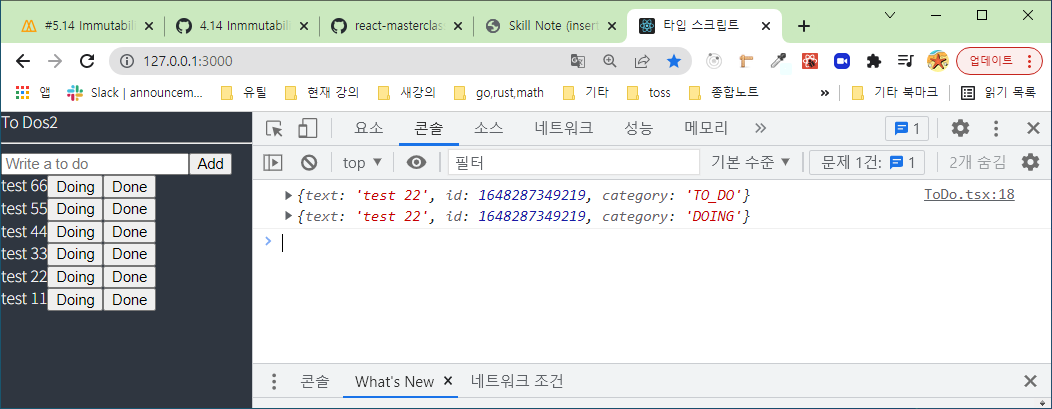 #5.14 Immutabili
4.14 Inmmutabili
react-masterclas
Skill Note (insert
타입 스크립트
127.0.0.1:3000
업데이트
앱
Slack | announcem...
유틸
현재 강의
새강의
go,rust,math
기타
toss
종합노트
»
기타 북마크
읽기 목록
To Dos2
Write a to do Add
test 66 Doing Done
test 55 Doing Done
test 44 Doing Done
test 33 Doing Done
test 22 Doing Done
test 11 Doing Done
요소 콘솔 소스 네트워크 성능 메모리 » 1
top ▼ 필터 기본 수준 ▼ 문제 1건: 1 2개 숨김
{text: 'test 22', id: 1648287349219, category: 'TO_DO'} ToDo.tsx:18
{text: 'test 22', id: 1648287349219, category: 'DOING'}
>
콘솔 What's New × 네트워크 조건